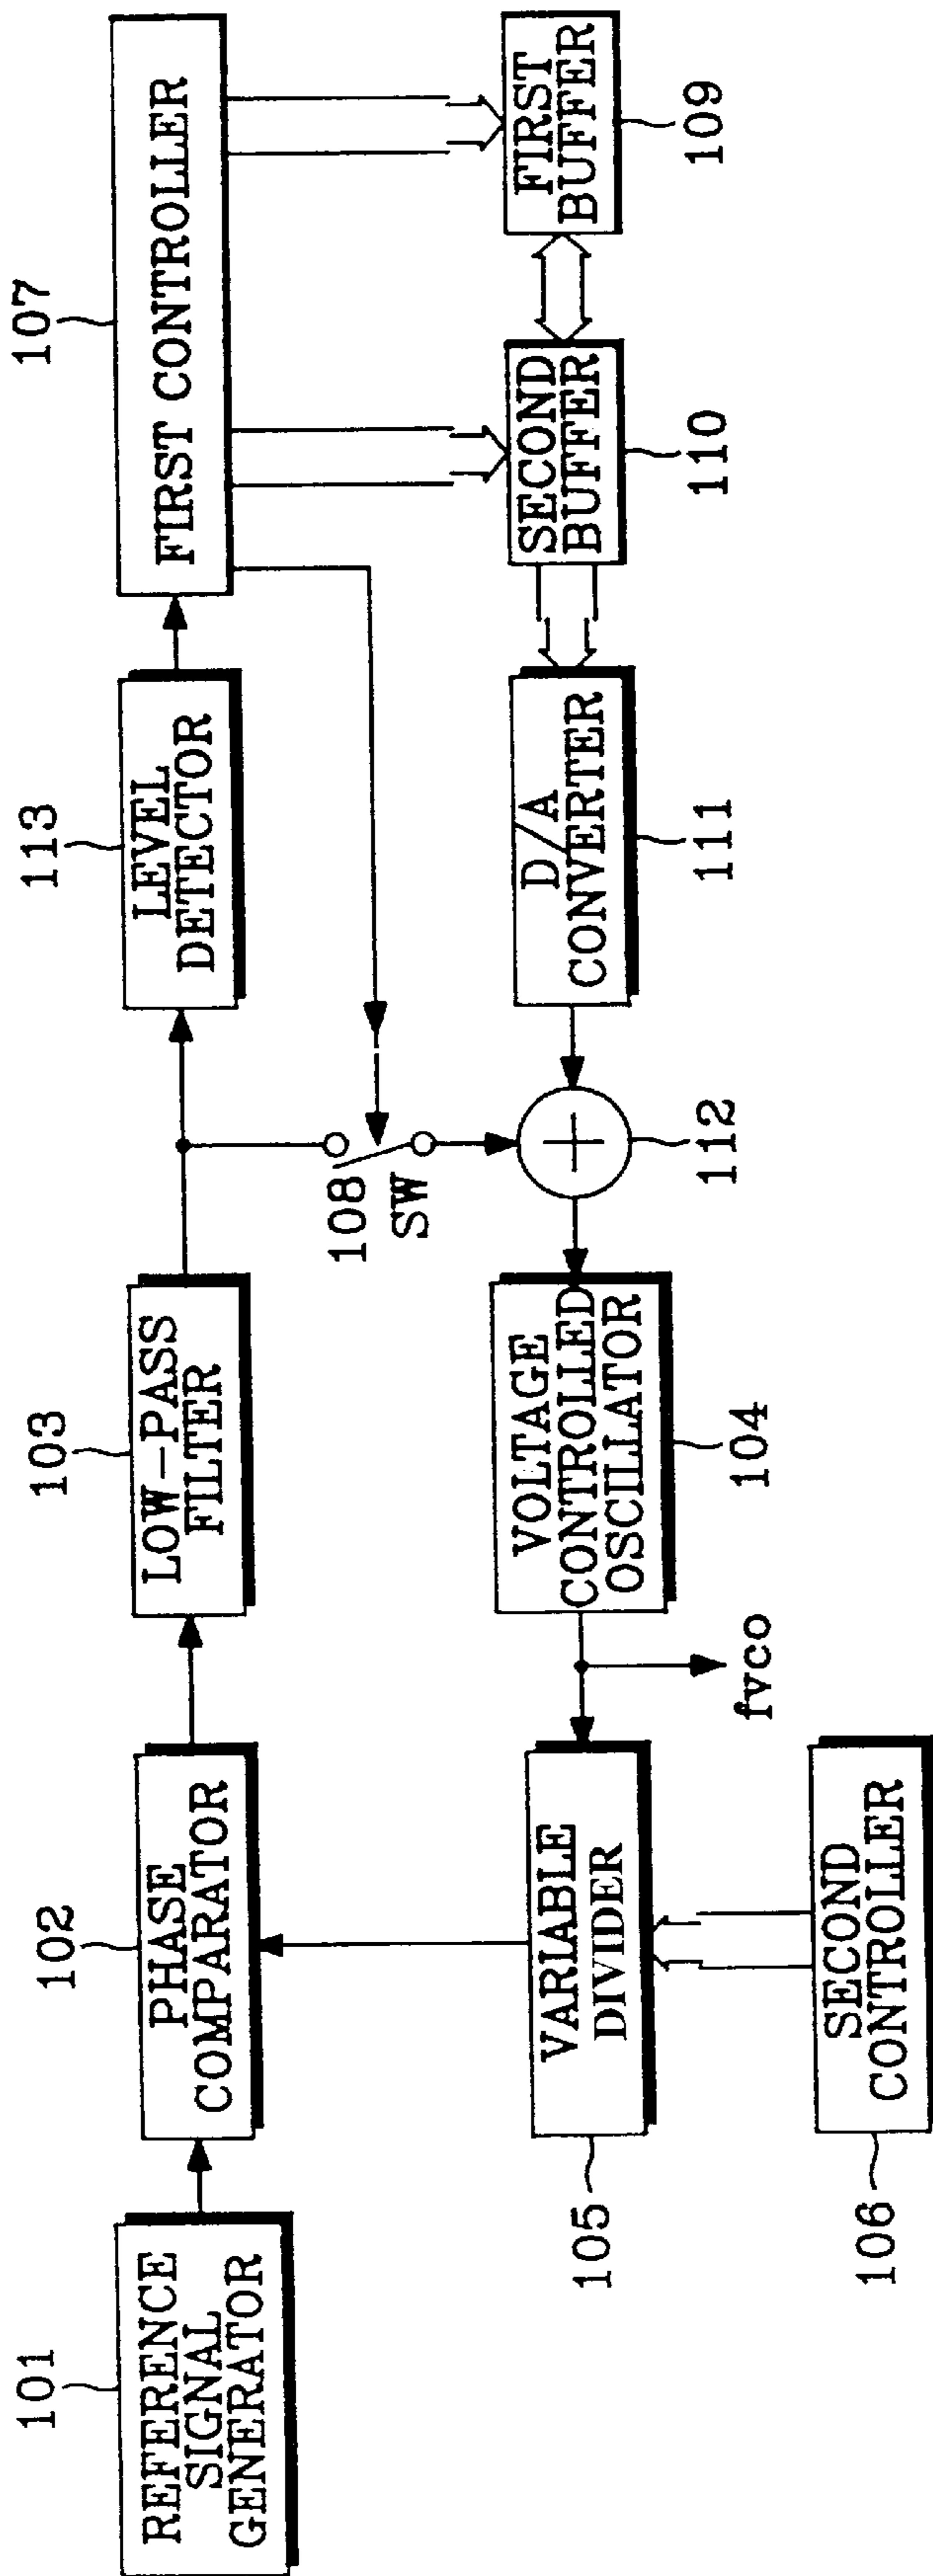 101
REFERENCE
SIGNAL
GENERATOR
102
PHASE
COMPARATOR
103
LOW-PASS
FILTER
113
LEVEL
DETECTOR
107
FIRST CONTROLLER
108
SW
105
VARIABLE
DIVIDER
fvco
104
VOLTAGE
CONTROLLED
OSCILLATOR
112
111
D/A
CONVERTER
110
SECOND
BUFFER
109
FIRST
BUFFER
106
SECOND
CONTROLLER